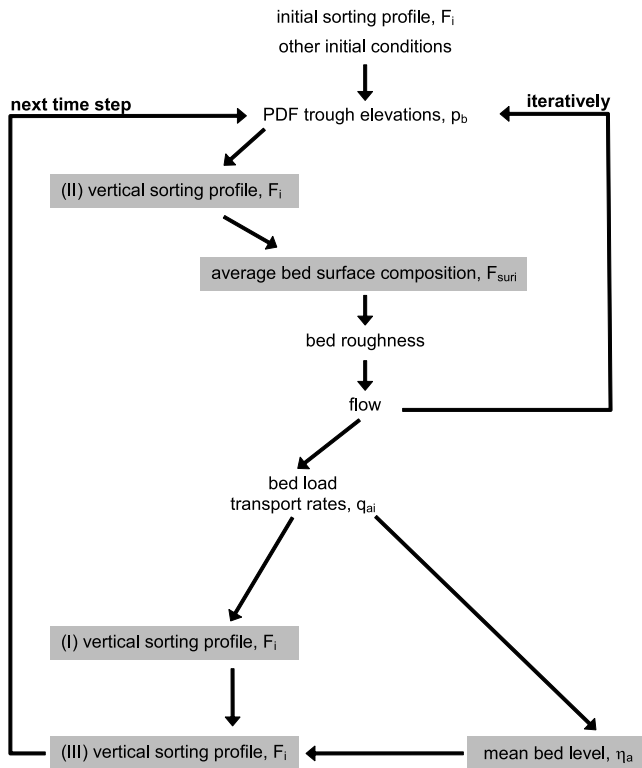 initial sorting profile, Fi
other initial conditions
next time step
iteratively
PDF trough elevations, pb
(II) vertical sorting profile, Fi
average bed surface composition, Fsuri
bed roughness
flow
bed load
transport rates, qai
(I) vertical sorting profile, Fi
(III) vertical sorting profile, Fi
mean bed level, ηa